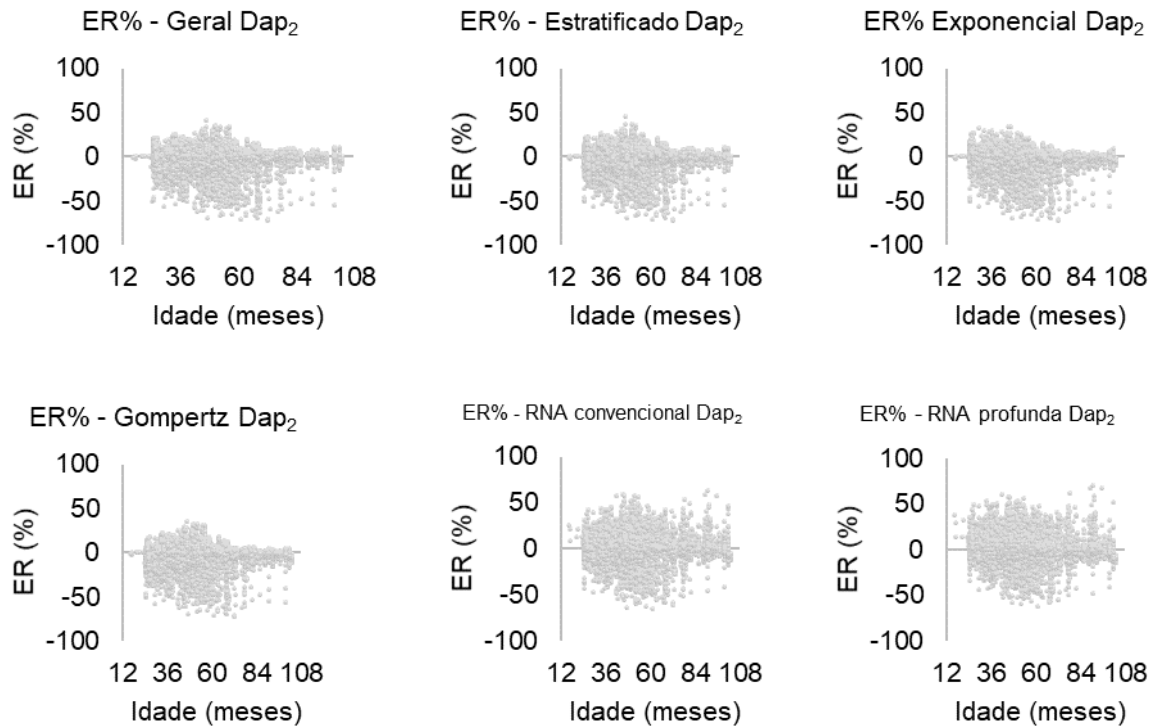 ER% - Geral Dap₂
100
50
0
-50
-100
ER (%)
12 36 60 84 108
Idade (meses)
ER% - Estratificado Dap₂
100
50
0
-50
-100
ER (%)
12 36 60 84 108
Idade (meses)
ER% Exponencial Dap₂
100
50
0
-50
-100
ER (%)
12 36 60 84 108
Idade (meses)
ER% - Gompertz Dap₂
100
50
0
-50
-100
ER (%)
12 36 60 84 108
Idade (meses)
ER% - RNA convencional Dap₂
100
50
0
-50
-100
ER (%)
12 36 60 84 108
Idade (meses)
ER% - RNA profunda Dap₂
100
50
0
-50
-100
ER (%)
12 36 60 84 108
Idade (meses)